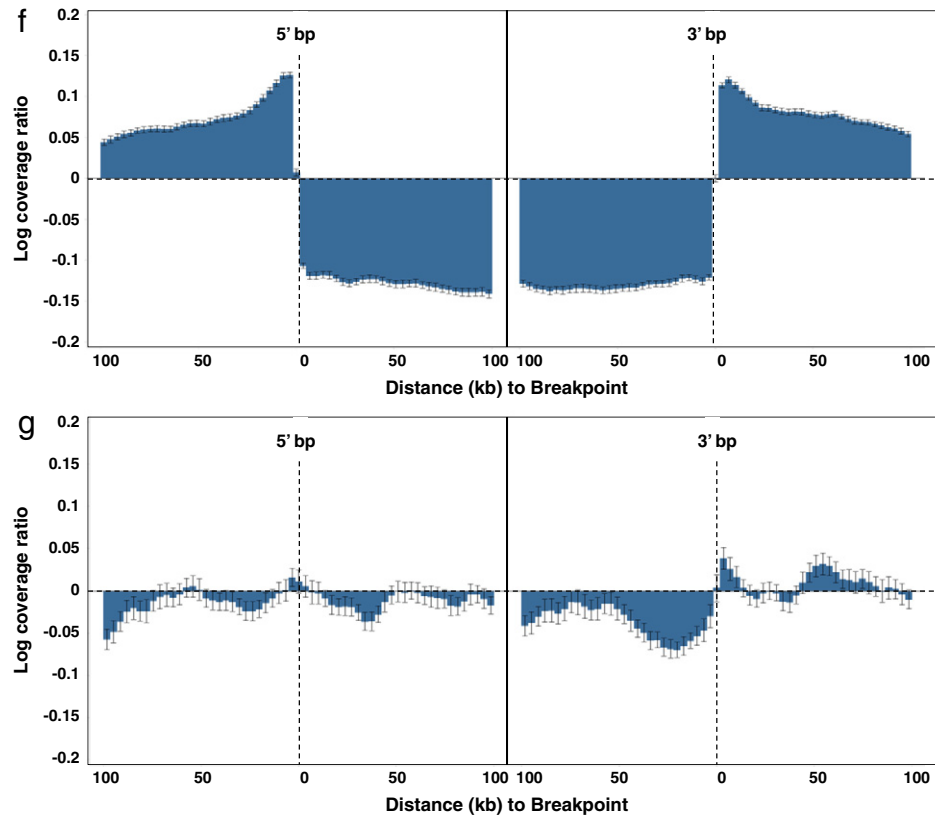 f
5' bp
3' bp
Log coverage ratio
0.2
0.15
0.1
0.05
0
-0.05
-0.1
-0.15
-0.2
100 50 0 50 100 100 50 0 50 100
Distance (kb) to Breakpoint
g
5' bp
3' bp
Log coverage ratio
0.2
0.15
0.1
0.05
0
-0.05
-0.1
-0.15
-0.2
100 50 0 50 100 100 50 0 50 100
Distance (kb) to Breakpoint